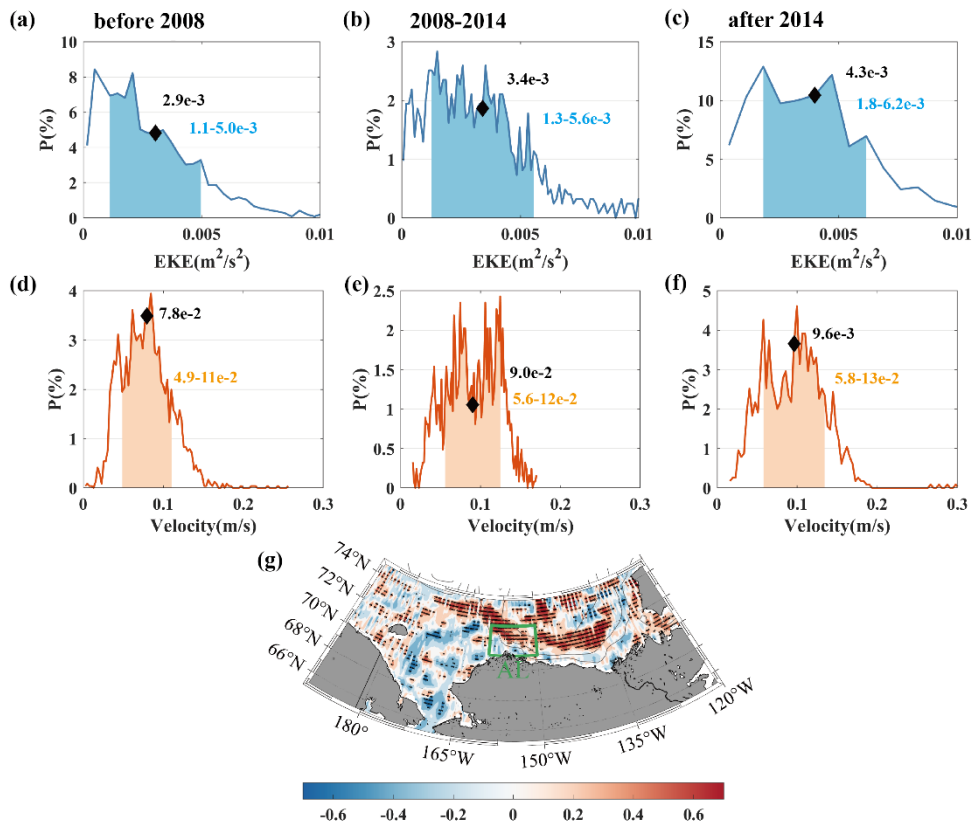 (a) before 2008
(b) 2008-2014
(c) after 2014
10
8
6
4
2
0
P(%)
2.9e-3
1.1-5.0e-3
0 0.005 0.01
EKE(m²/s²)
3
2
1
0
P(%)
3.4e-3
1.3-5.6e-3
0 0.005 0.01
EKE(m²/s²)
15
10
5
0
P(%)
4.3e-3
1.8-6.2e-3
0 0.005 0.01
EKE(m²/s²)
(d)
4
3
2
1
0
P(%)
7.8e-2
4.9-11e-2
0 0.1 0.2 0.3
Velocity(m/s)
(e)
2.5
2
1.5
1
0.5
0
P(%)
9.0e-2
5.6-12e-2
0 0.1 0.2 0.3
Velocity(m/s)
(f)
5
4
3
2
1
0
P(%)
9.6e-3
5.8-13e-2
0 0.1 0.2 0.3
Velocity(m/s)
(g)
74°N
72°N
70°N
68°N
66°N
AL
180°
165°W
150°W
135°W
120°W
-0.6 -0.4 -0.2 0 0.2 0.4 0.6